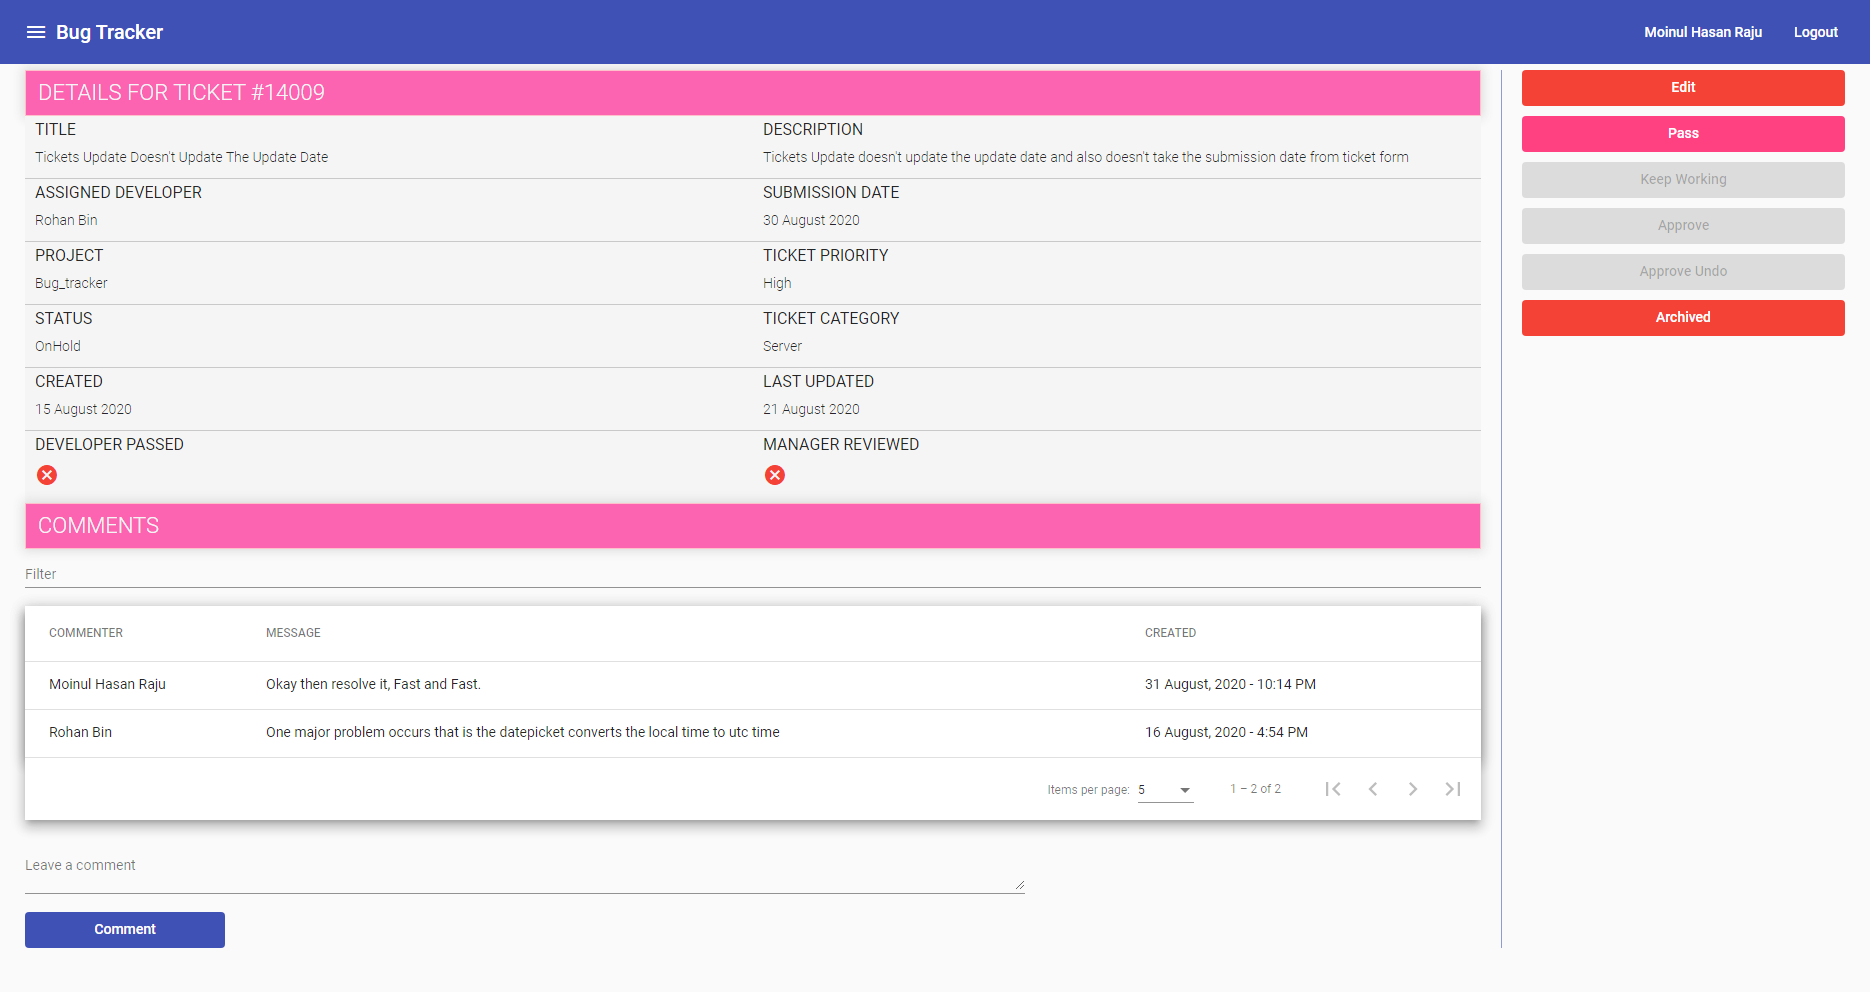 Bug Tracker
Moinul Hasan Raju
Logout
DETAILS FOR TICKET #14009
TITLE
Tickets Update Doesn't Update The Update Date
DESCRIPTION
Tickets Update doesn't update the update date and also doesn't take the submission date from ticket form
ASSIGNED DEVELOPER
Rohan Bin
SUBMISSION DATE
30 August 2020
PROJECT
Bug_tracker
TICKET PRIORITY
High
STATUS
OnHold
TICKET CATEGORY
Server
CREATED
15 August 2020
LAST UPDATED
21 August 2020
DEVELOPER PASSED
MANAGER REVIEWED
COMMENTS
Filter
COMMENTER MESSAGE CREATED
Moinul Hasan Raju Okay then resolve it, Fast and Fast. 31 August, 2020 - 10:14 PM
Rohan Bin One major problem occurs that is the datepicket converts the local time to utc time 16 August, 2020 - 4:54 PM
Items per page: 5 1 – 2 of 2
Leave a comment
Comment
Edit
Pass
Keep Working
Approve
Approve Undo
Archived